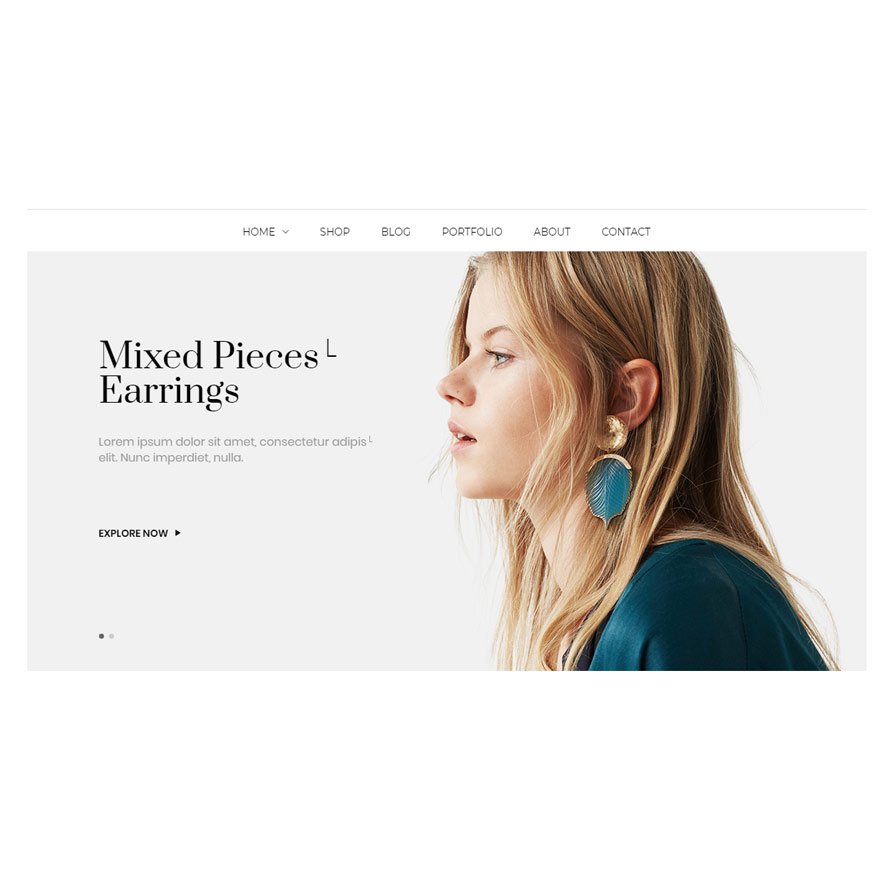 HOME SHOP BLOG PORTFOLIO ABOUT CONTACT
Mixed Pieces└
Earrings
Lorem ipsum dolor sit amet, consectetur adipis└
elit. Nunc imperdiet, nulla.
EXPLORE NOW